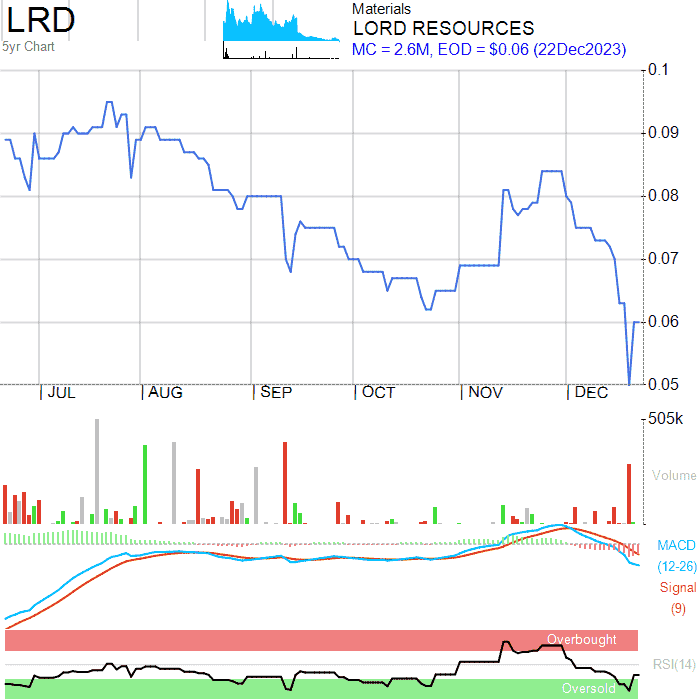 LRD
5yr Chart
Materials
LORD RESOURCES
MC = 2.6M, EOD = $0.06 (22Dec2023)
0.1
0.09
0.08
0.07
0.06
0.05
JUL AUG SEP OCT NOV DEC
505k
Volume
MACD
(12-26)
Signal
(9)
Overbought
RSI(14)
Oversold